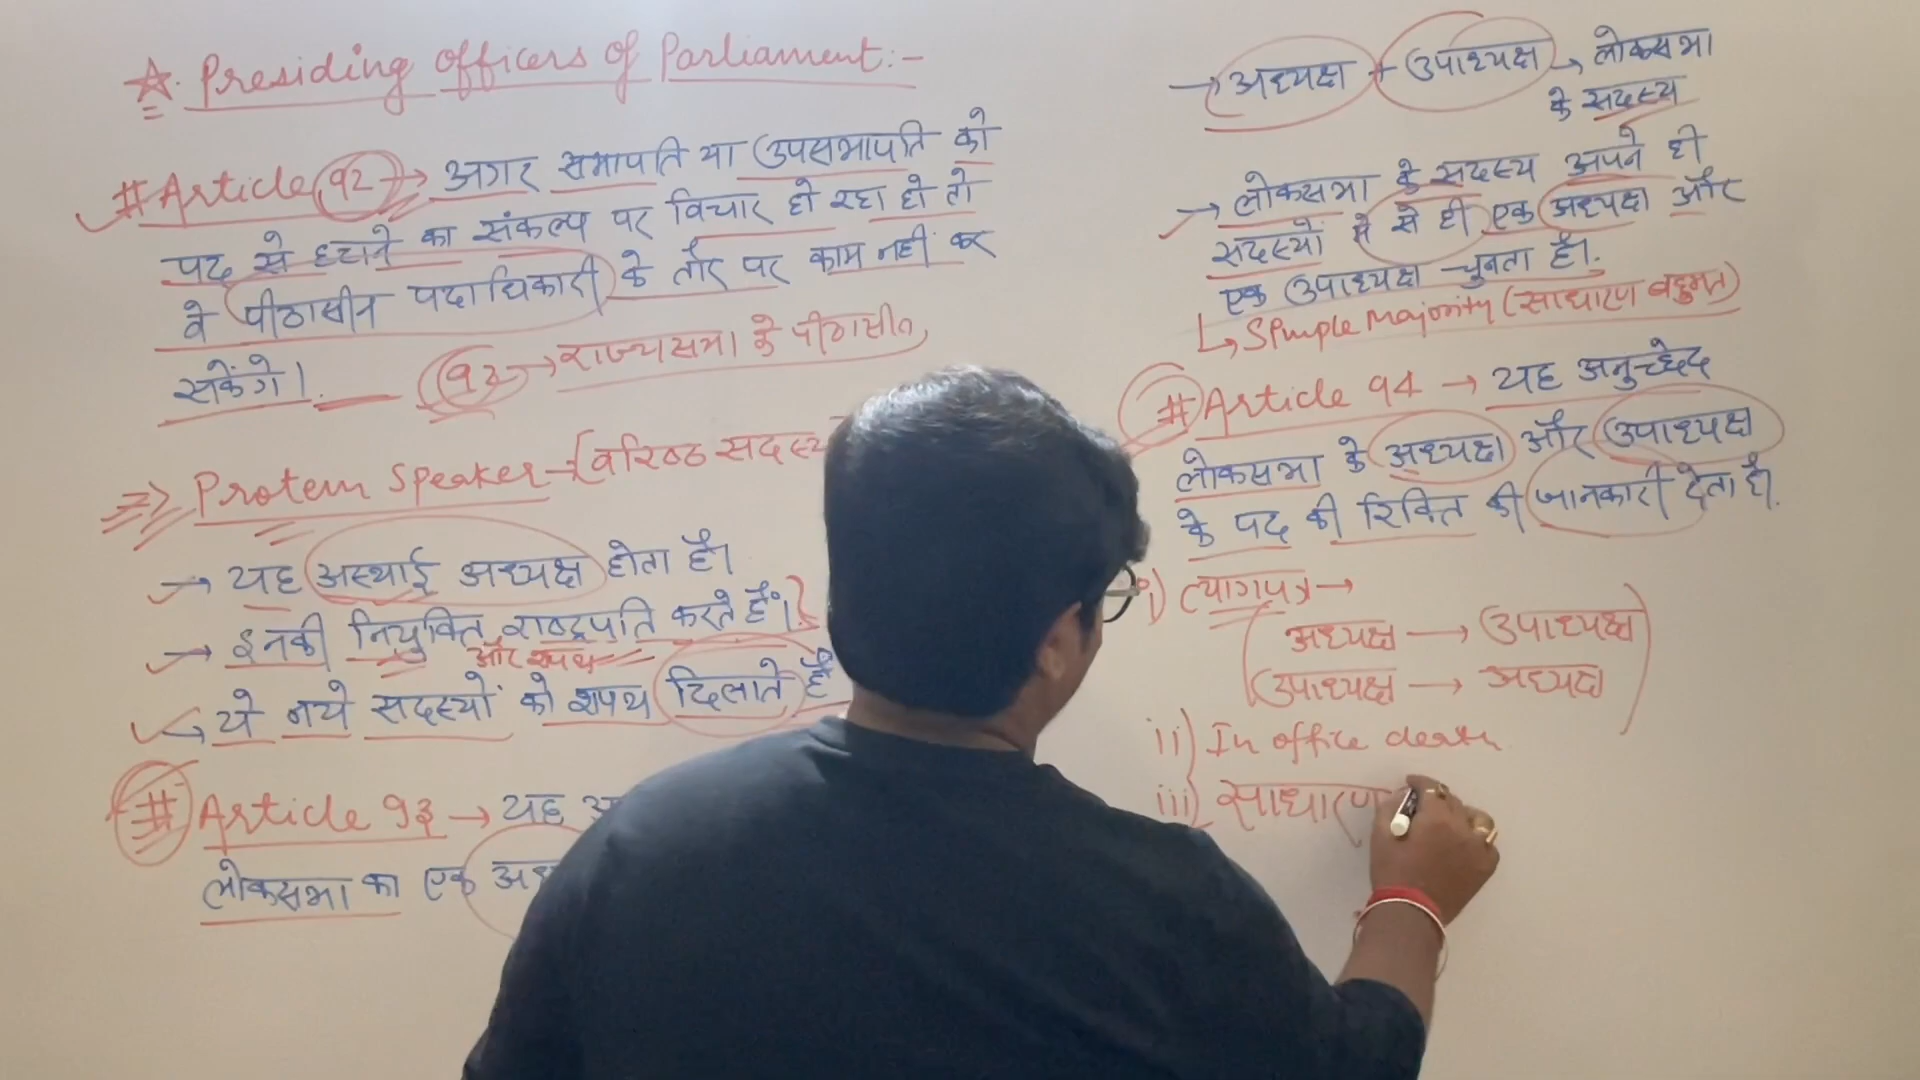 ☆. Presiding officers of Parliament:-
# Article 92 → अगर सभापति या उपसभापति को
पद से हटाने का संकल्प पर विचार हो रहा हो तो
वे पीठासीन पदाधिकारी के तौर पर काम नहीं कर
सकेंगे।
92 → राज्यसभा के पीठासीन
⇒ Protem Speaker → [वरिष्ठ सदस्य
→ यह अस्थाई अध्यक्ष होता है।
→ इनकी नियुक्ति राष्ट्रपति करते हैं।
और शपथ
→ ये नये सदस्यों को शपथ दिलाते हैं
# Article 93 → यह
लोकसभा का एक
→ अध्यक्ष + उपाध्यक्ष → लोकसभा
के सदस्य
→ लोकसभा के सदस्य अपने ही
सदस्यों में से ही एक अध्यक्ष और
एक उपाध्यक्ष चुनता है।
↳ Simple Majority (साधारण बहुमत)
# Article 94 → यह अनुच्छेद
लोकसभा के अध्यक्ष और उपाध्यक्ष
के पद की रिक्ति की जानकारी देता है।
i) त्यागपत्र →
अध्यक्ष → उपाध्यक्ष
उपाध्यक्ष → अध्यक्ष
ii) In office death
iii) साधारण